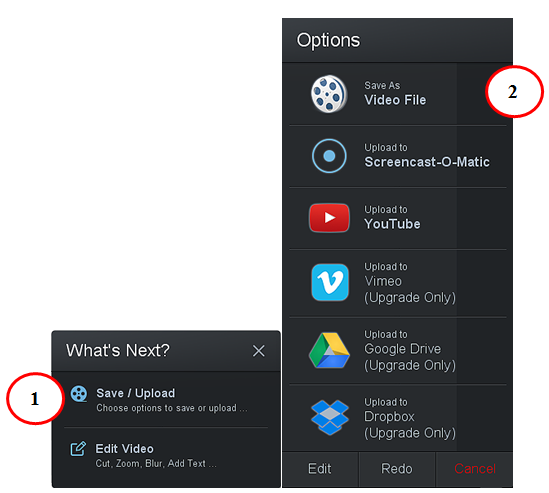 What's Next?
1
Save / Upload
Choose options to save or upload ...
Edit Video
Cut, Zoom, Blur, Add Text ...
Options
2
Save As
Video File
Upload to
Screencast-O-Matic
Upload to
YouTube
Upload to
Vimeo
(Upgrade Only)
Upload to
Google Drive
(Upgrade Only)
Upload to
Dropbox
(Upgrade Only)
Edit
Redo
Cancel